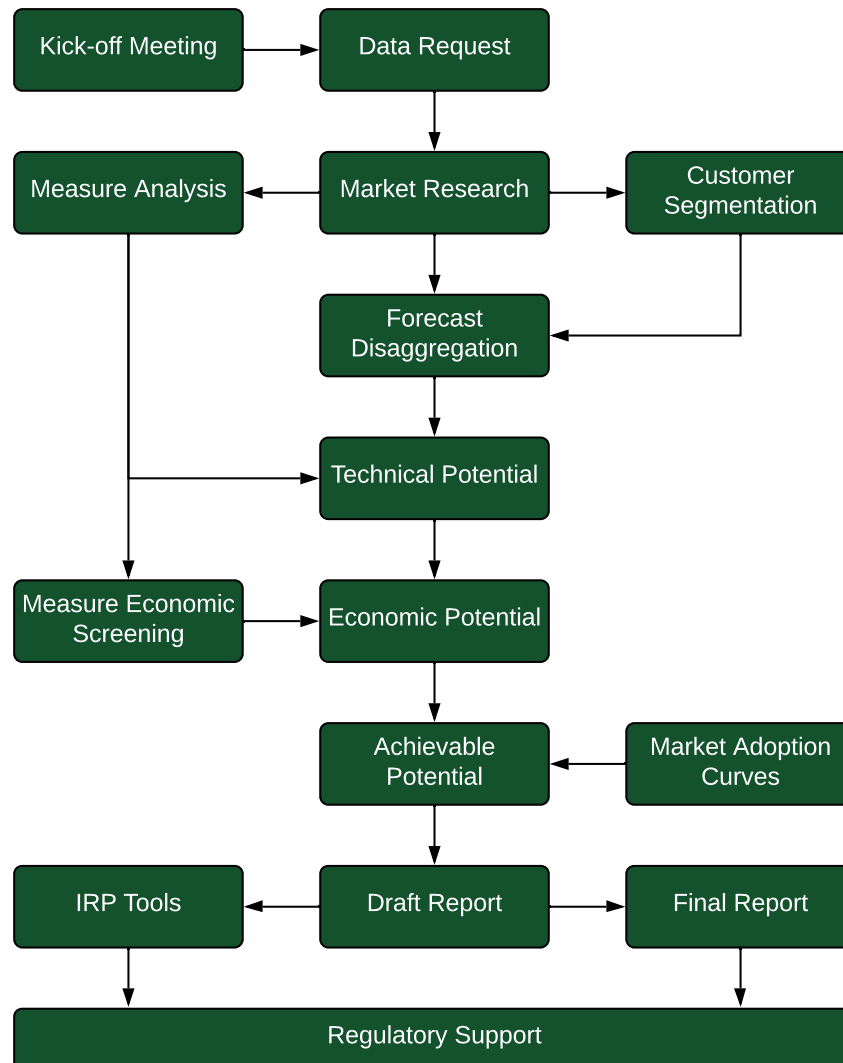 Kick-off Meeting
Data Request
Measure Analysis
Market Research
Customer
Segmentation
Forecast
Disaggregation
Technical Potential
Measure Economic
Screening
Economic Potential
Achievable
Potential
Market Adoption
Curves
IRP Tools
Draft Report
Final Report
Regulatory Support